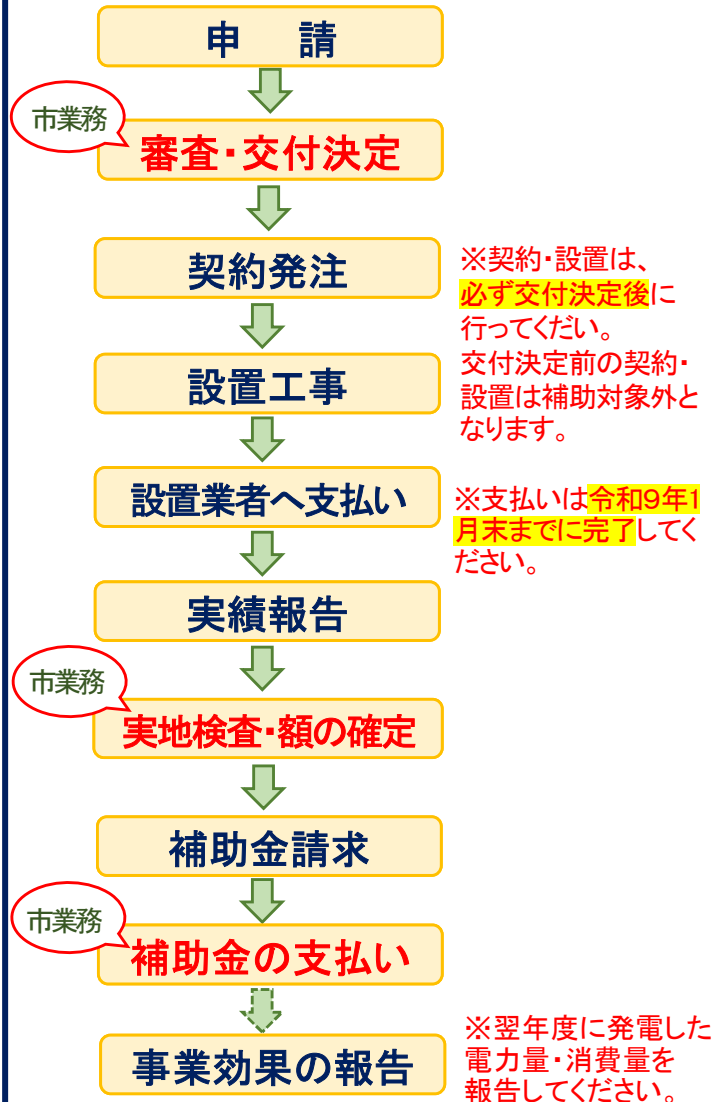 申　請
市業務
審査・交付決定
契約発注
※契約・設置は、
必ず交付決定後に
行ってくだい。
交付決定前の契約・
設置は補助対象外と
なります。
設置工事
設置業者へ支払い
※支払いは令和9年1
月末までに完了してく
ださい。
実績報告
市業務
実地検査・額の確定
補助金請求
市業務
補助金の支払い
事業効果の報告
※翌年度に発電した
電力量・消費量を
報告してください。